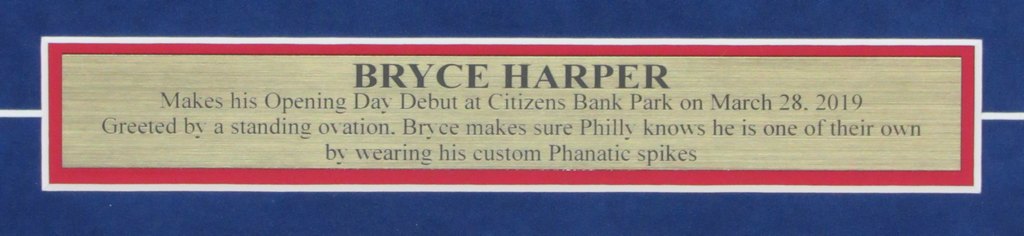 BRYCE HARPER
Makes his Opening Day Debut at Citizens Bank Park on March 28, 2019
Greeted by a standing ovation, Bryce makes sure Philly knows he is one of their own
by wearing his custom Phanatic spikes